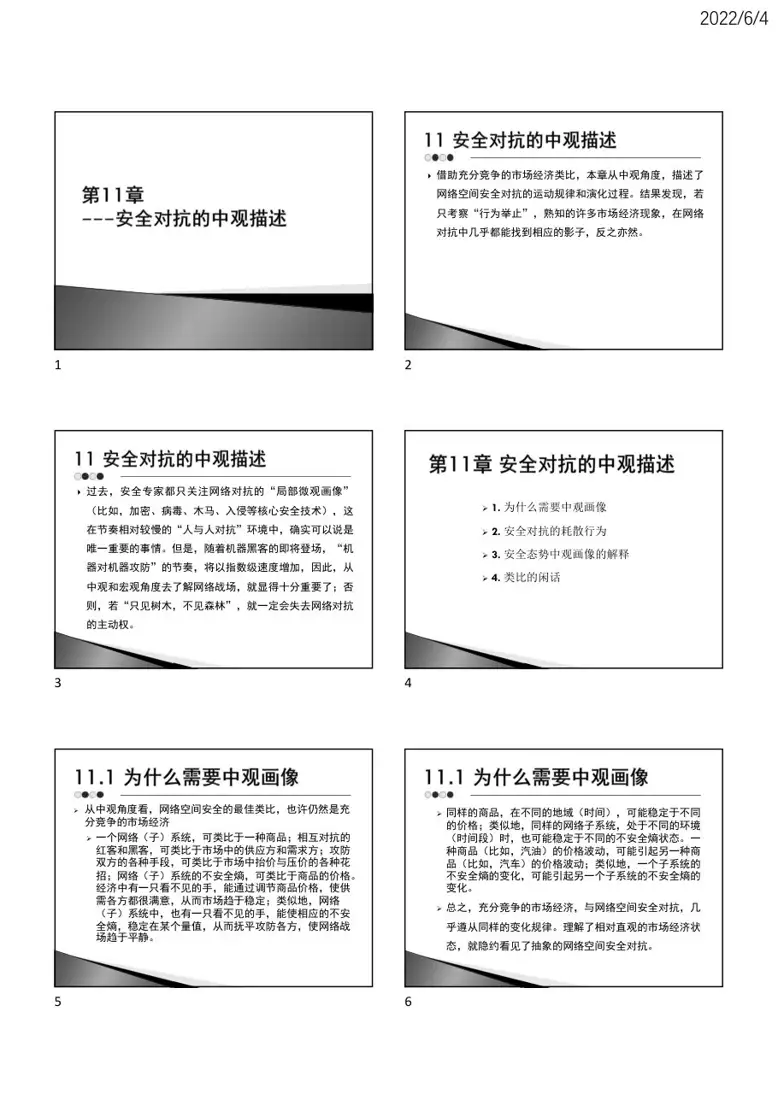 2022/6/4
第11章
---安全对抗的中观描述
1
11 安全对抗的中观描述
借助充分竞争的市场经济类比，本章从中观角度，描述了
网络空间安全对抗的运动规律和演化过程。结果发现，若
只考察“行为举止”，熟知的许多市场经济现象，在网络
对抗中几乎都能找到相应的影子，反之亦然。
2
11 安全对抗的中观描述
过去，安全专家都只关注网络对抗的“局部微观画像”
（比如，加密、病毒、木马、入侵等核心安全技术），这
在节奏相对较慢的“人与人对抗”环境中，确实可以说是
唯一重要的事情。但是，随着机器黑客的即将登场，“机
器对机器攻防”的节奏，将以指数级速度增加，因此，从
中观和宏观角度去了解网络战场，就显得十分重要了；否
则，若“只见树木，不见森林”，就一定会失去网络对抗
的主动权。
3
第11章 安全对抗的中观描述
1. 为什么需要中观画像
2. 安全对抗的耗散行为
3. 安全态势中观画像的解释
4. 类比的闲话
4
11.1 为什么需要中观画像
从中观角度看，网络空间安全的最佳类比，也许仍然是充
分竞争的市场经济
一个网络（子）系统，可类比于一种商品；相互对抗的
红客和黑客，可类比于市场中的供应方和需求方；攻防
双方的各种手段，可类比于市场中抬价与压价的各种花
招；网络（子）系统的不安全熵，可类比于商品的价格。
经济中有一只看不见的手，能通过调节商品价格，使供
需各方都很满意，从而市场趋于稳定；类似地，网络
（子）系统中，也有一只看不见的手，能使相应的不安
全熵，稳定在某个量值，从而抚平攻防各方，使网络战
场趋于平静。
5
11.1 为什么需要中观画像
同样的商品，在不同的地域（时间），可能稳定于不同
的价格；类似地，同样的网络子系统，处于不同的环境
（时间段）时，也可能稳定于不同的不安全熵状态。一
种商品（比如，汽油）的价格波动，可能引起另一种商
品（比如，汽车）的价格波动；类似地，一个子系统的
不安全熵的变化，可能引起另一个子系统的不安全熵的
变化。
总之，充分竞争的市场经济，与网络空间安全对抗，几
乎遵从同样的变化规律。理解了相对直观的市场经济状
态，就隐约看见了抽象的网络空间安全对抗。
6